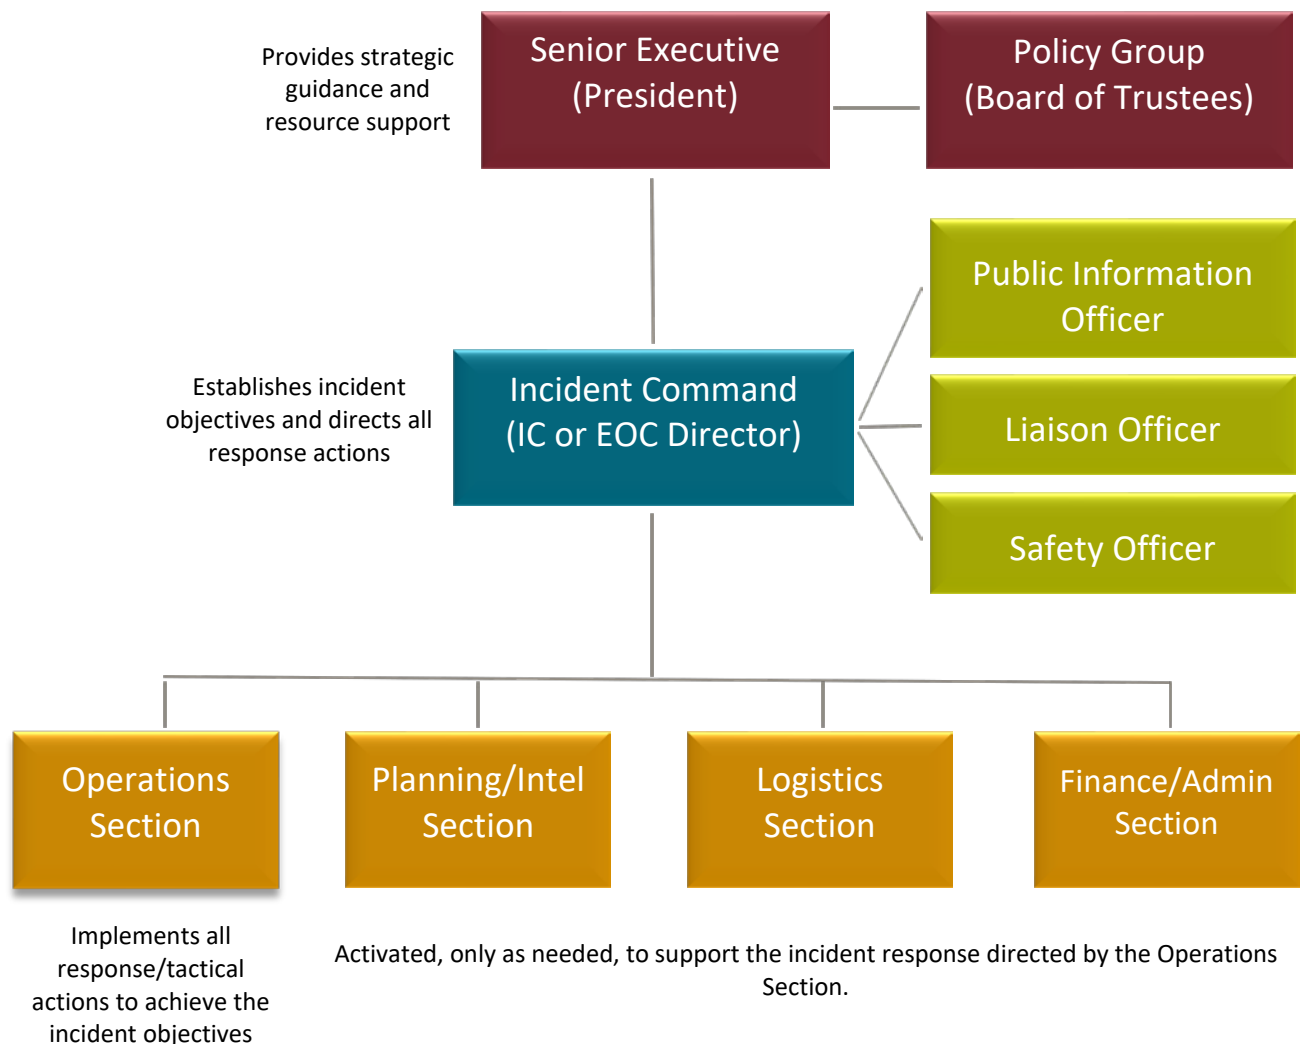 Provides strategic
guidance and
resource support
Senior Executive
(President)
Policy Group
(Board of Trustees)
Public Information
Officer
Establishes incident
objectives and directs all
response actions
Incident Command
(IC or EOC Director)
Liaison Officer
Safety Officer
Operations
Section
Planning/Intel
Section
Logistics
Section
Finance/Admin
Section
Implements all
response/tactical
actions to achieve the
incident objectives
Activated, only as needed, to support the incident response directed by the Operations
Section.